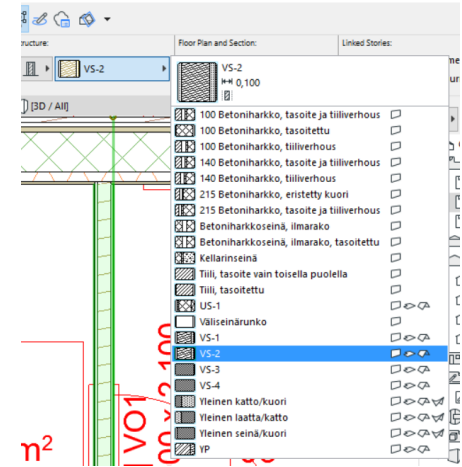 ructure:
Floor Plan and Section:
Linked Stories:
VS-2
VS-2
0,100
[3D / All]
100 Betoniharkko, tasoite ja tiiliverhous
100 Betoniharkko, tasoitettu
100 Betoniharkko, tiiliverhous
140 Betoniharkko, tasoite ja tiiliverhous
140 Betoniharkko, tiiliverhous
215 Betoniharkko, eristetty kuori
215 Betoniharkko, tasoite ja tiiliverhous
Betoniharkkoseinä, ilmarako
Betoniharkkoseinä, ilmarako, tasoitettu
Kellarinseinä
Tiili, tasoite vain toisella puolella
Tiili, tasoitettu
US-1
Väliseinärunko
VS-1
VS-2
VS-3
VS-4
Yleinen katto/kuori
Yleinen laatta/katto
Yleinen seinä/kuori
YP
m²
VO1